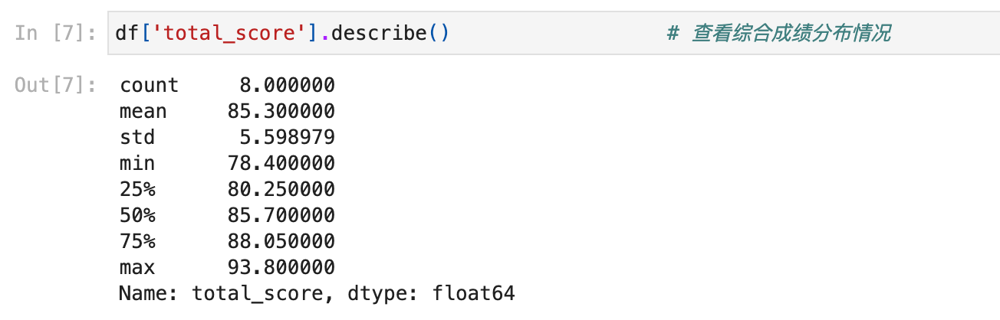 In [7]: df['total_score'].describe() # 查看综合成绩分布情况
Out[7]: count 8.000000
mean 85.300000
std 5.598979
min 78.400000
25% 80.250000
50% 85.700000
75% 88.050000
max 93.800000
Name: total_score, dtype: float64